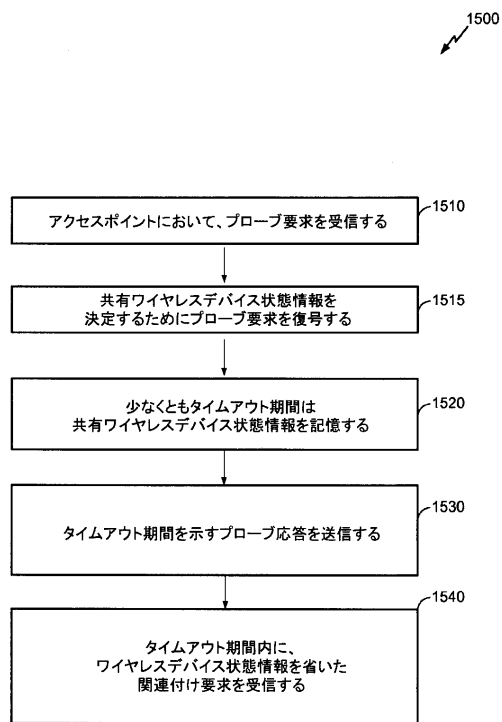 1500
アクセスポイントにおいて、プローブ要求を受信する
1510
共有ワイヤレスデバイス状態情報を
決定するためにプローブ要求を復号する
1515
少なくともタイムアウト期間は
共有ワイヤレスデバイス状態情報を記憶する
1520
タイムアウト期間を示すプローブ応答を送信する
1530
タイムアウト期間内に、
ワイヤレスデバイス状態情報を省いた
関連付け要求を受信する
1540